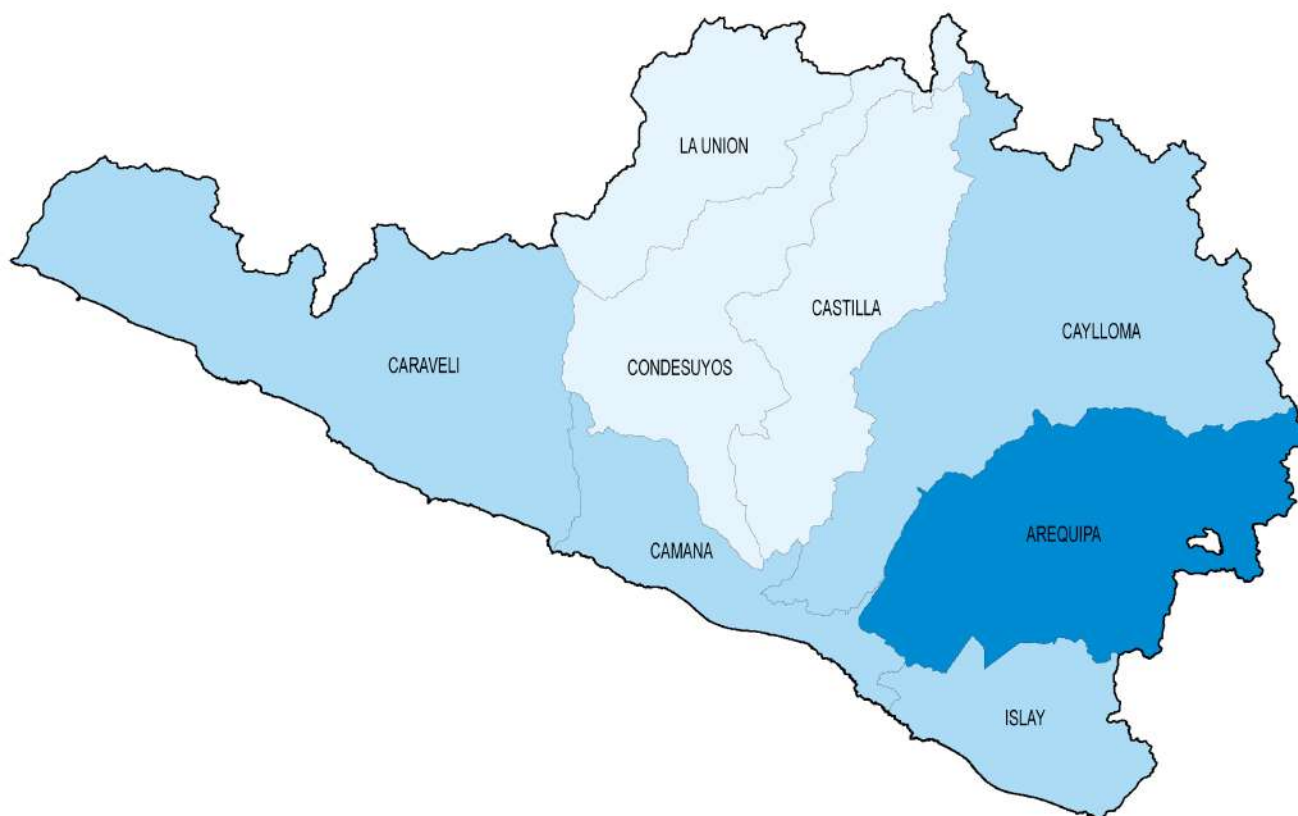 LA UNION
CASTILLA
CAYLLOMA
CARAVELI
CONDESUYOS
AREQUIPA
CAMANA
ISLAY